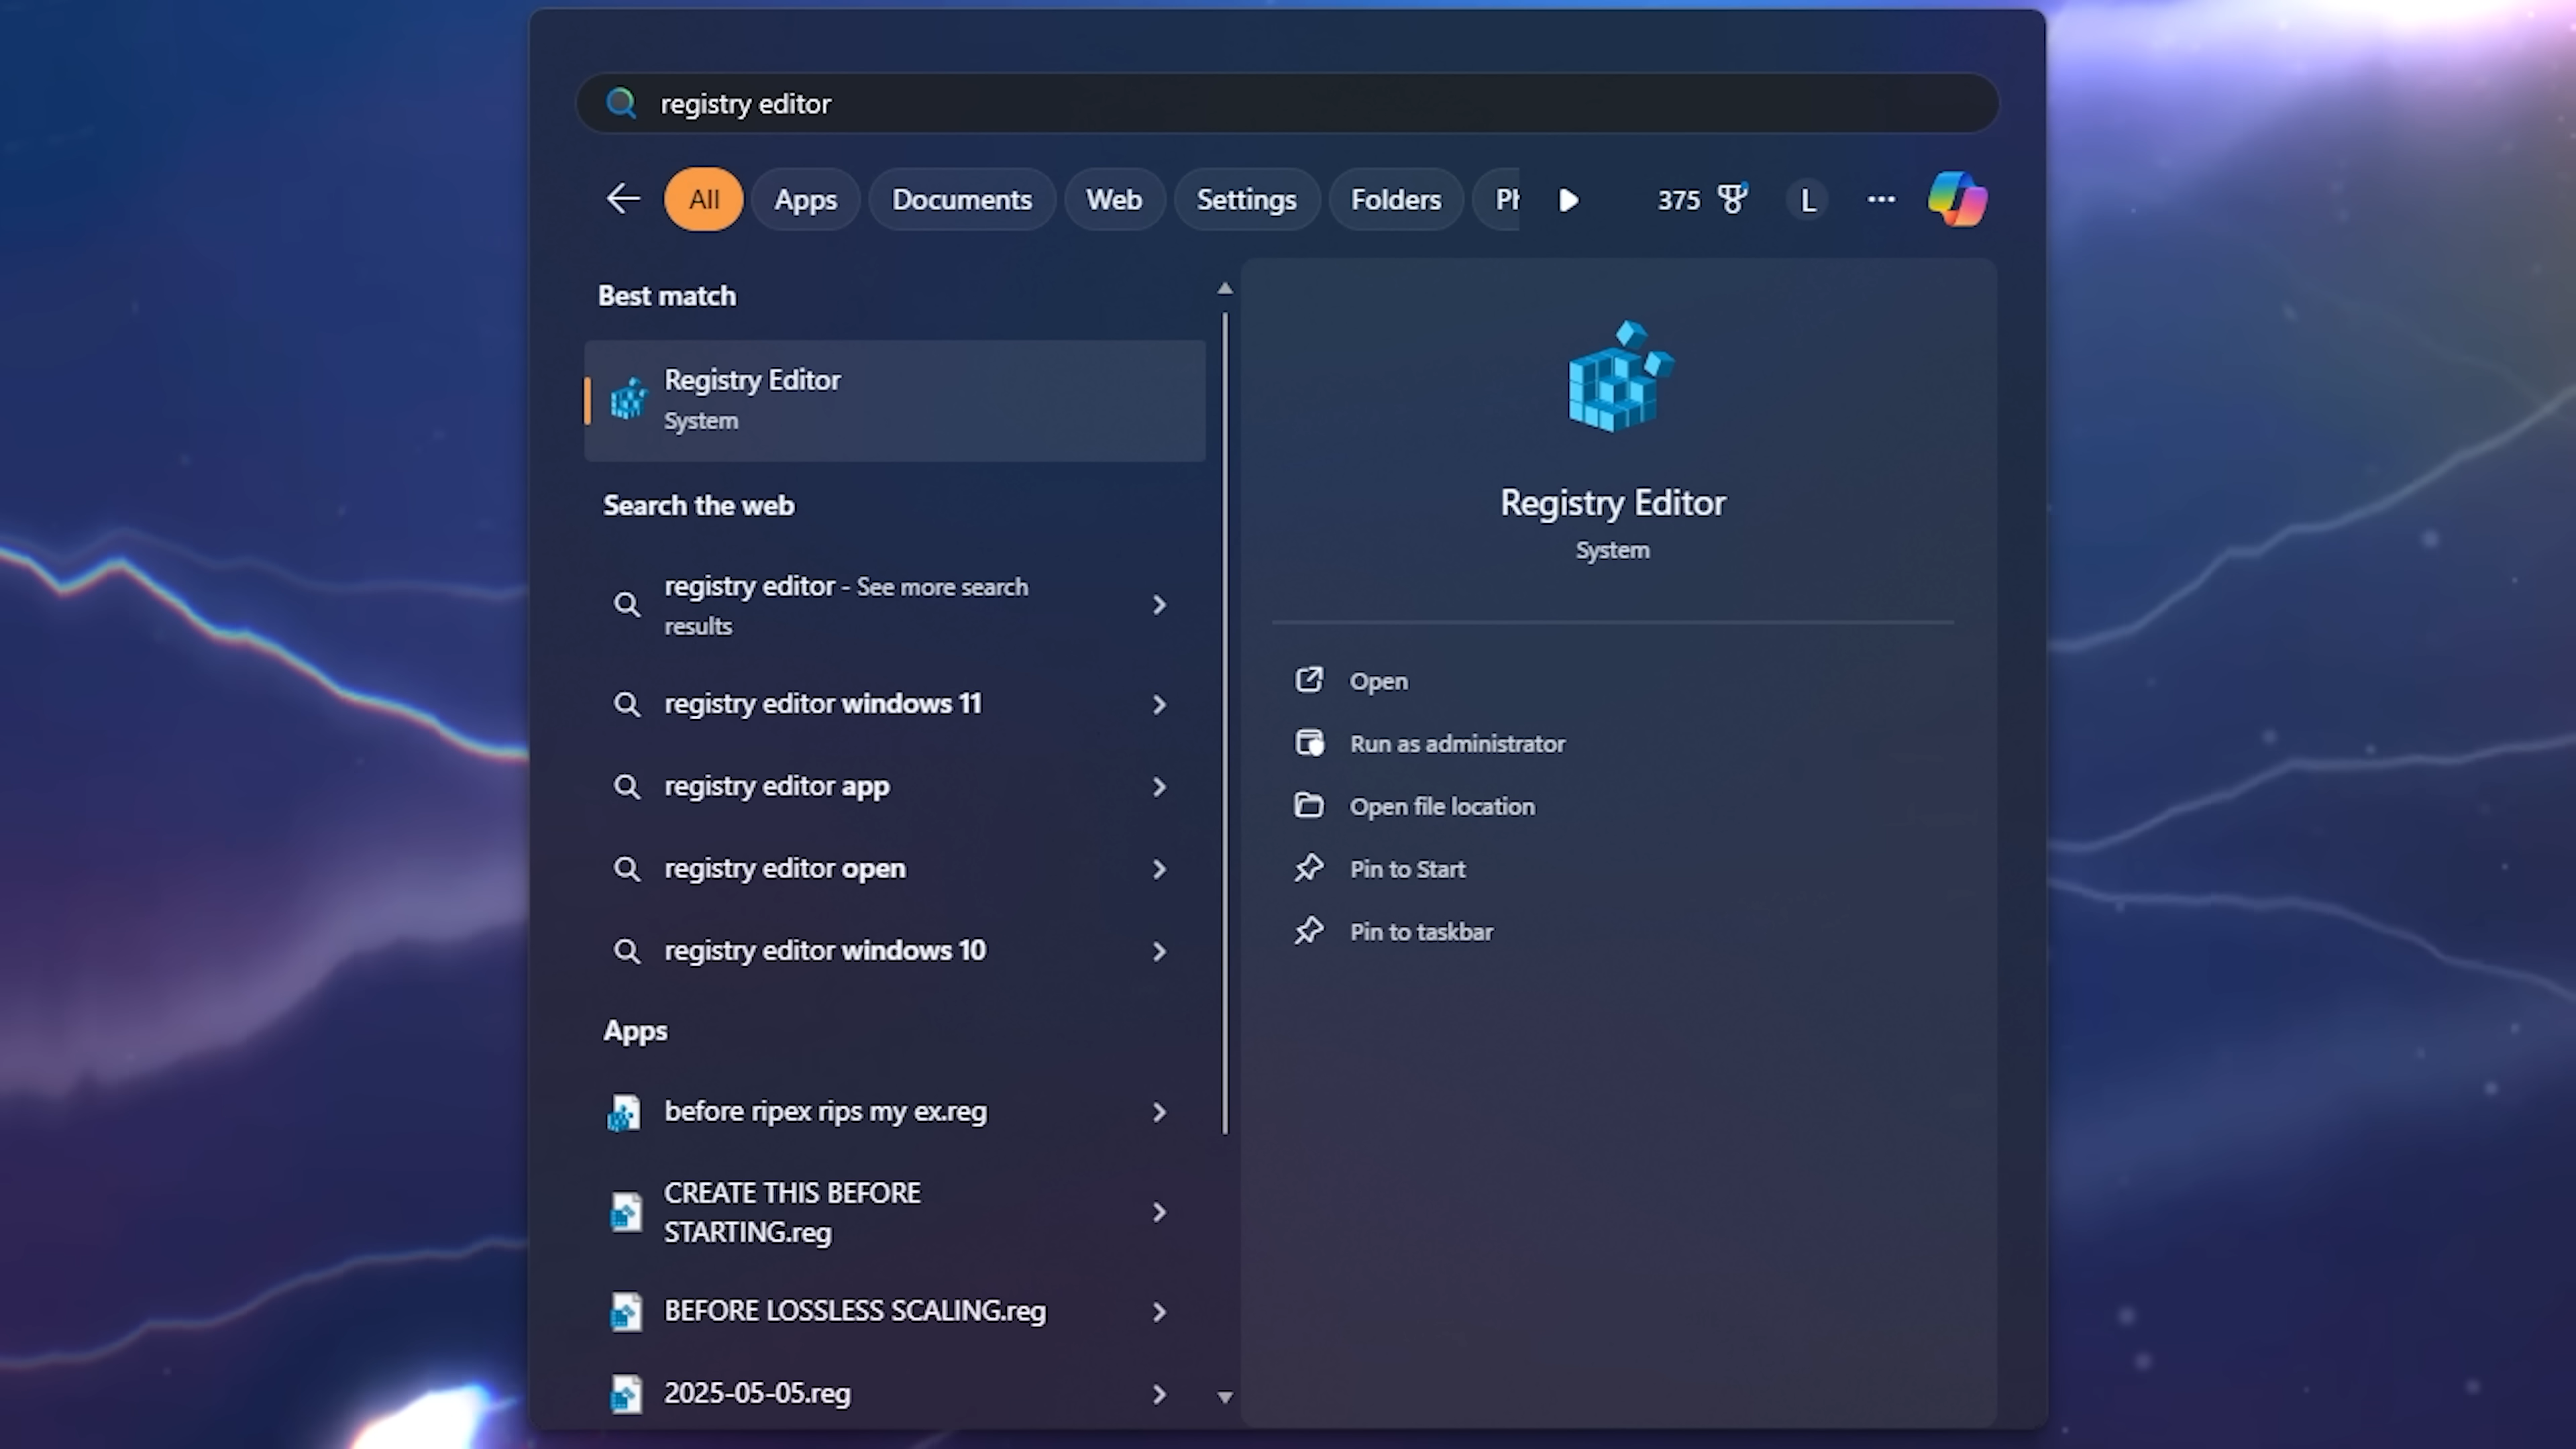 registry editor
All
Apps
Documents
Web
Settings
Folders
375
L
Best match
Registry Editor
System
Search the web
registry editor - See more search
results
registry editor windows 11
registry editor app
registry editor open
registry editor windows 10
Apps
before ripex rips my ex.reg
CREATE THIS BEFORE
STARTING.reg
BEFORE LOSSLESS SCALING.reg
2025-05-05.reg
Registry Editor
System
Open
Run as administrator
Open file location
Pin to Start
Pin to taskbar